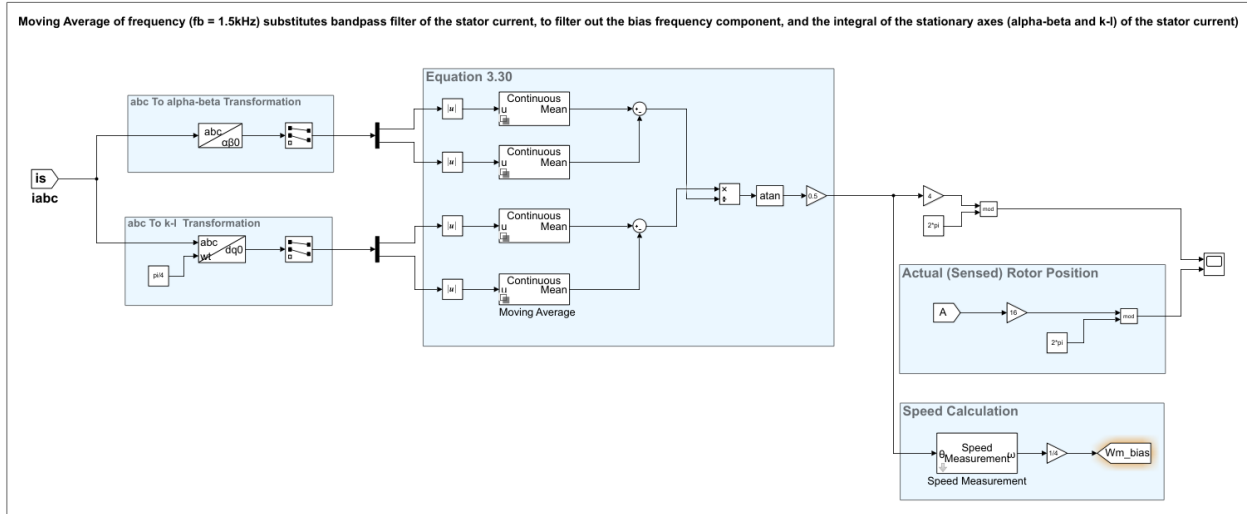 Moving Average of frequency (fb = 1.5kHz) substitutes bandpass filter of the stator current, to filter out the bias frequency component, and the integral of the stationary axes (alpha-beta and k-l) of the stator current)
Equation 3.30
abc To alpha-beta Transformation
abc
αβ0
|u|
Continuous
u
Mean
|u|
Continuous
u
Mean
is
iabc
×
÷
atan
0.5
4
2*pi
mod
abc To k-l Transformation
abc
wt
dq0
pi/4
|u|
Continuous
u
Mean
|u|
Continuous
u
Mean
Moving Average
Actual (Sensed) Rotor Position
A
16
2*pi
mod
Speed Calculation
Speed
θ Measurement ω
1/4
Wm_bias
Speed Measurement